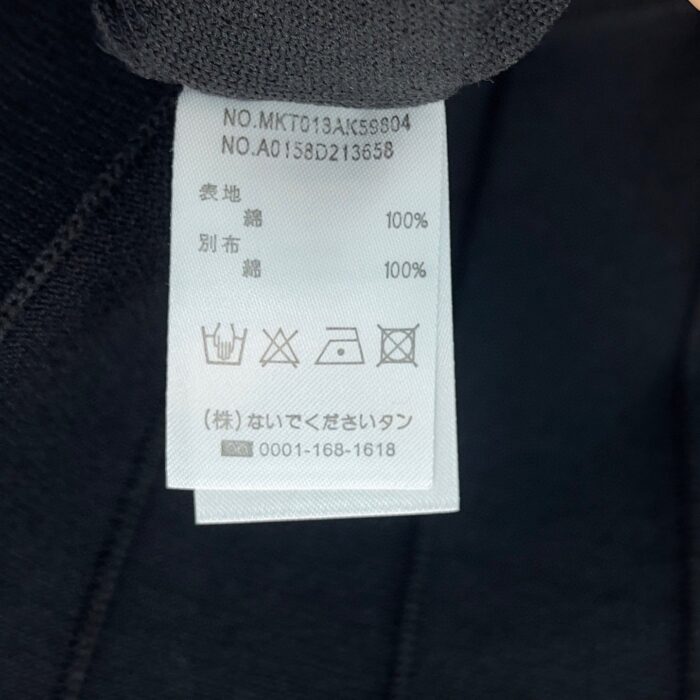 NO.MKT013AK59804
NO.A0158D213658
表地
綿 100%
別布
綿 100%
(株)ないでくださいタン
0001-168-1618